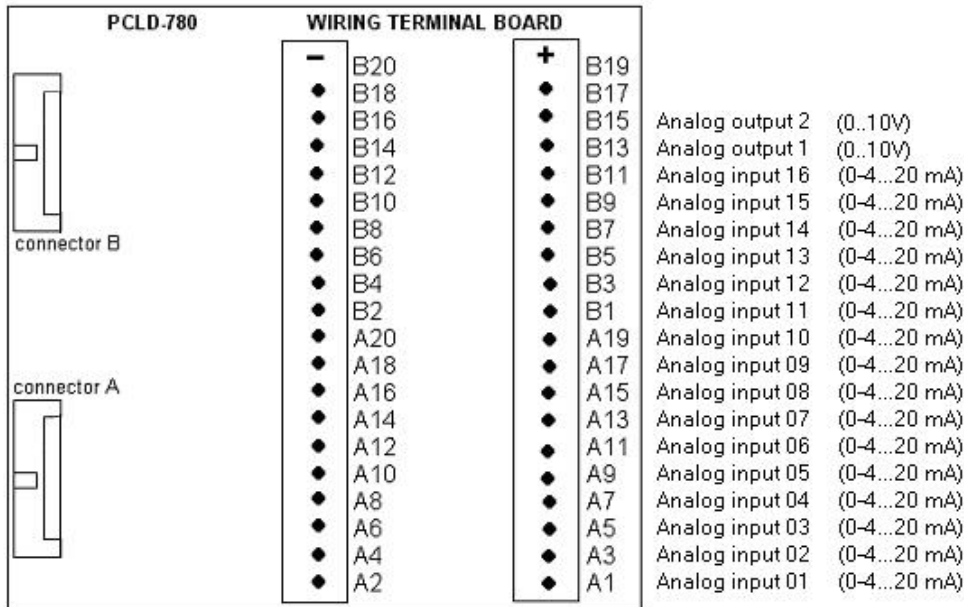 PCLD-780 WIRING TERMINAL BOARD
− B20 + B19
B18 B17
B16 B15 Analog output 2 (0..10V)
B14 B13 Analog output 1 (0..10V)
B12 B11 Analog input 16 (0-4...20 mA)
B10 B9 Analog input 15 (0-4...20 mA)
B8 B7 Analog input 14 (0-4...20 mA)
connector B
B6 B5 Analog input 13 (0-4...20 mA)
B4 B3 Analog input 12 (0-4...20 mA)
B2 B1 Analog input 11 (0-4...20 mA)
A20 A19 Analog input 10 (0-4...20 mA)
A18 A17 Analog input 09 (0-4...20 mA)
connector A
A16 A15 Analog input 08 (0-4...20 mA)
A14 A13 Analog input 07 (0-4...20 mA)
A12 A11 Analog input 06 (0-4...20 mA)
A10 A9 Analog input 05 (0-4...20 mA)
A8 A7 Analog input 04 (0-4...20 mA)
A6 A5 Analog input 03 (0-4...20 mA)
A4 A3 Analog input 02 (0-4...20 mA)
A2 A1 Analog input 01 (0-4...20 mA)